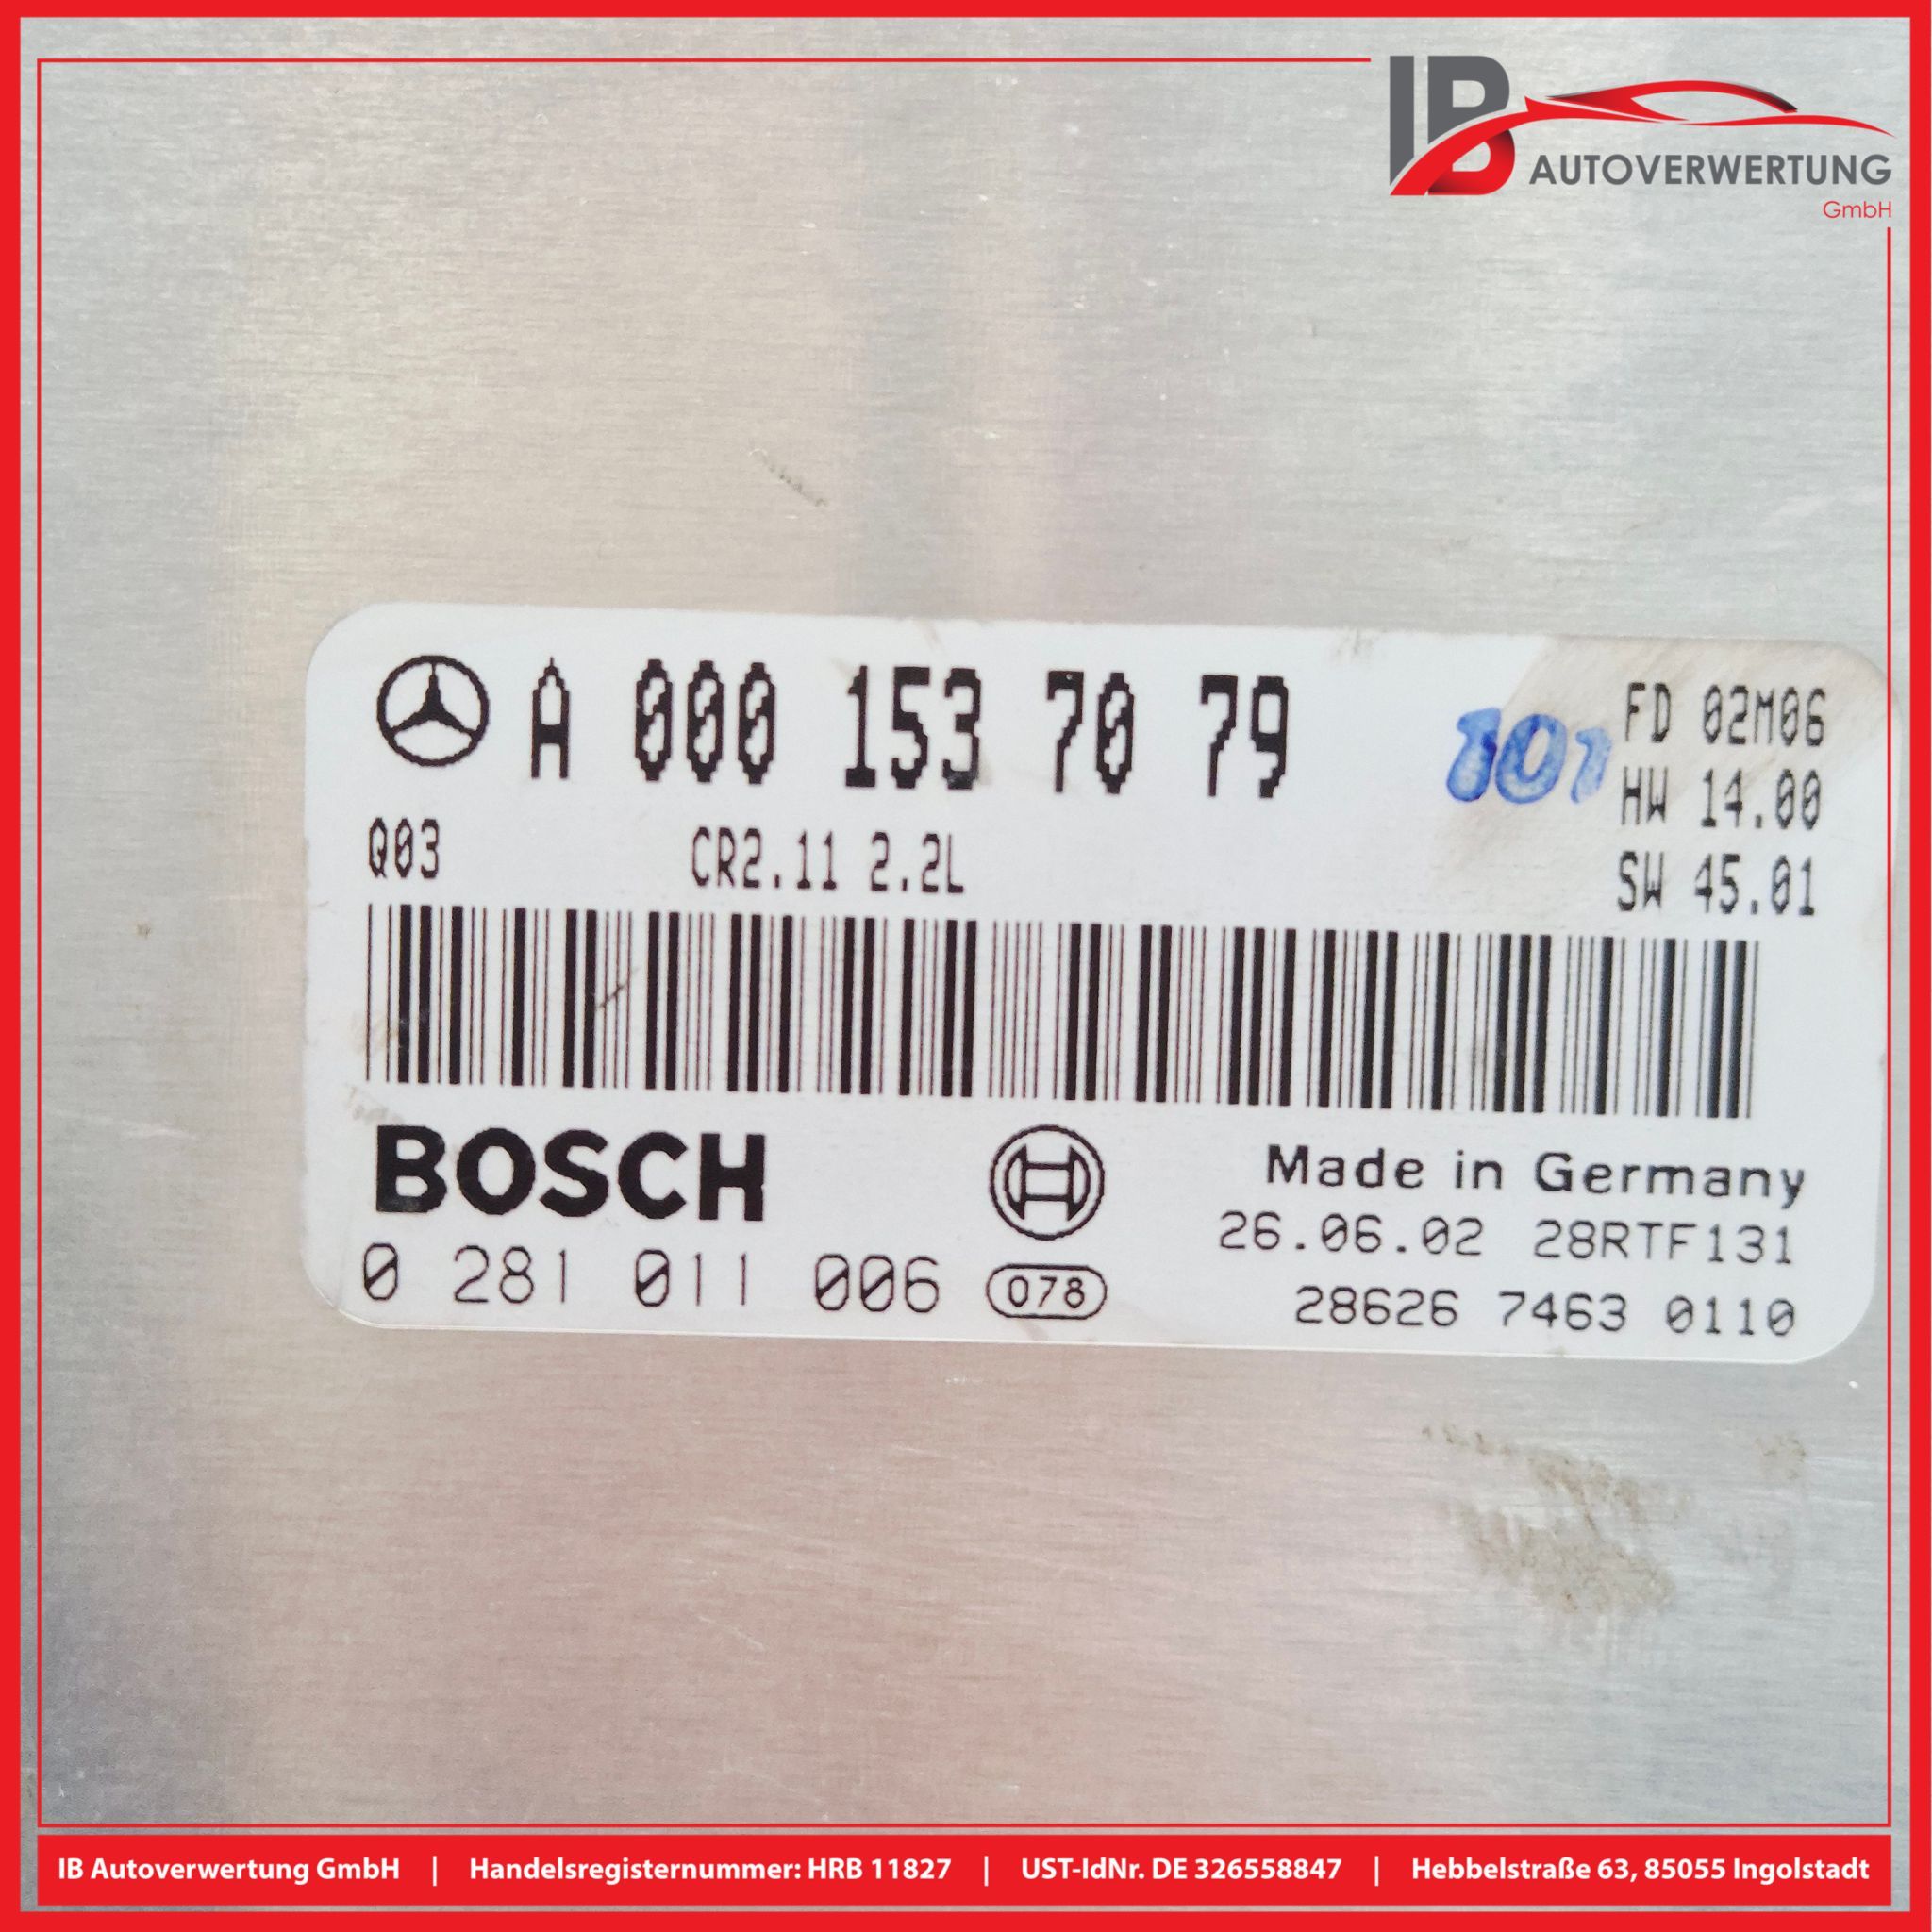 IB
AUTOVERWERTUNG
GmbH
A 000 153 70 79
101
FD 02M06
HW 14.00
Q03
CR2.11 2.2L
SW 45.01
BOSCH
Made in Germany
26.06.02 28RTF131
0 281 011 006
078
28626 7463 0110
IB Autoverwertung GmbH | Handelsregisternummer: HRB 11827 | UST-IdNr. DE 326558847 | Hebbelstraße 63, 85055 Ingolstadt